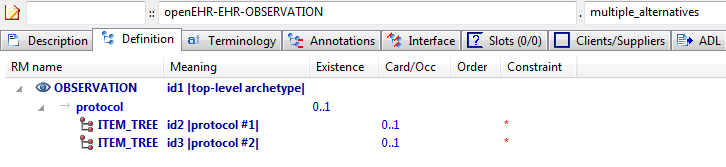 :: openEHR-EHR-OBSERVATION . multiple_alternatives
Description Definition Terminology Annotations Interface Slots (0/0) Clients/Suppliers ADL
RM name Meaning Existence Card/Occ Order Constraint
OBSERVATION id1 |top-level archetype|
protocol 0..1
ITEM_TREE id2 |protocol #1| 0..1 *
ITEM_TREE id3 |protocol #2| 0..1 *